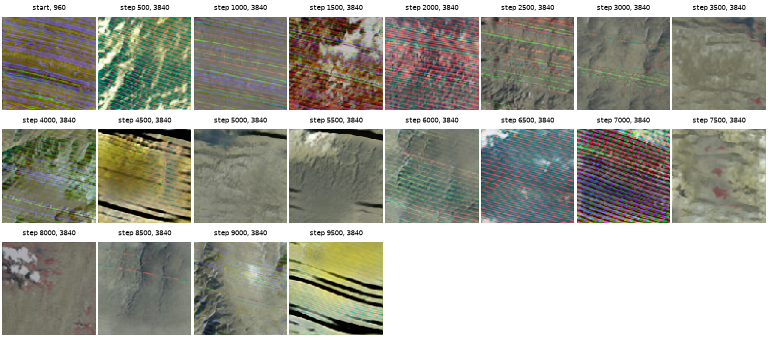 start, 960
step 500, 3840
step 1000, 3840
step 1500, 3840
step 2000, 3840
step 2500, 3840
step 3000, 3840
step 3500, 3840
step 4000, 3840
step 4500, 3840
step 5000, 3840
step 5500, 3840
step 6000, 3840
step 6500, 3840
step 7000, 3840
step 7500, 3840
step 8000, 3840
step 8500, 3840
step 9000, 3840
step 9500, 3840